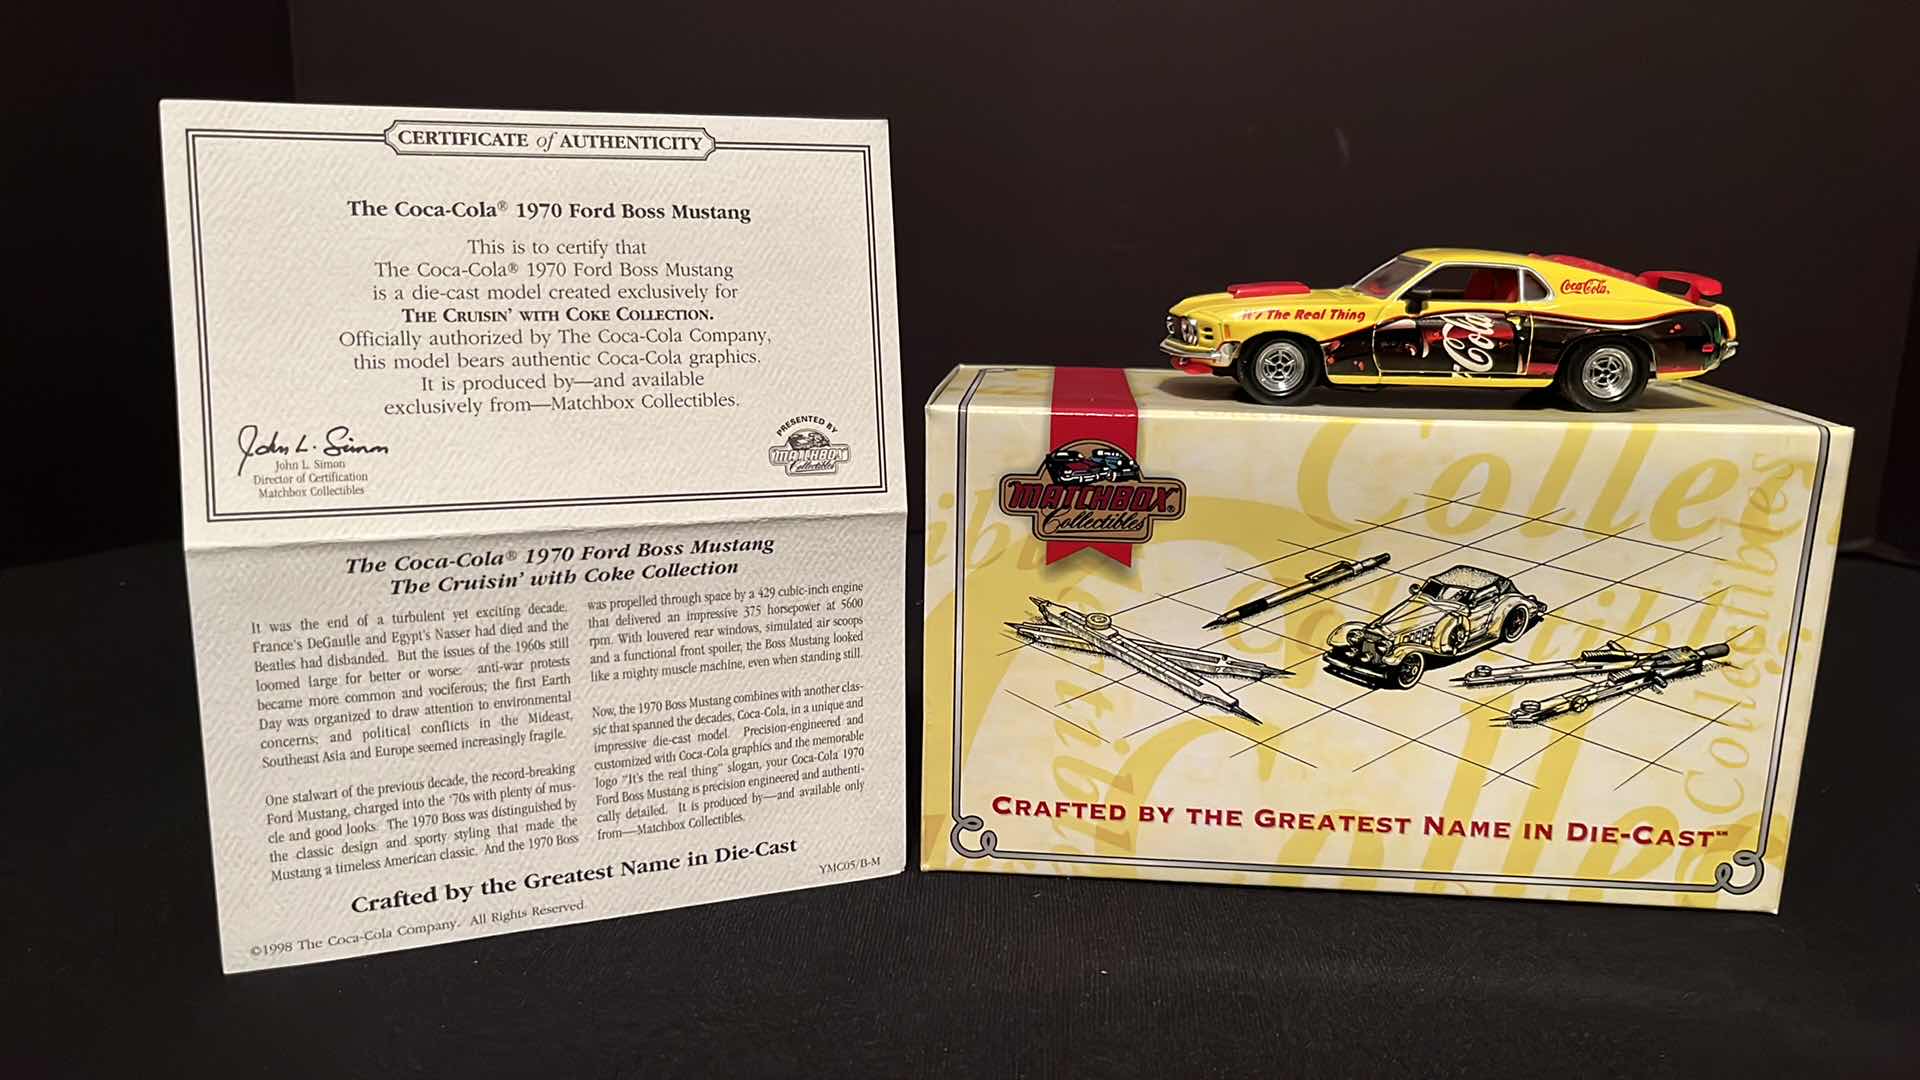 CERTIFICATE of AUTHENTICITY
The Coca-Cola® 1970 Ford Boss Mustang
This is to certify that
The Coca-Cola® 1970 Ford Boss Mustang
is a die-cast model created exclusively for
THE CRUISIN' WITH COKE COLLECTION.
Officially authorized by The Coca-Cola Company,
this model bears authentic Coca-Cola graphics.
It is produced by—and available
exclusively from—Matchbox Collectibles.
John L. Simon
John L. Simon
Director of Certification
Matchbox Collectibles
PRESENTED BY
MATCHBOX
Collectibles
The Coca-Cola® 1970 Ford Boss Mustang
The Cruisin' with Coke Collection
It was the end of a turbulent yet exciting decade.
France's DeGaulle and Egypt's Nasser had died and the
Beatles had disbanded. But the issues of the 1960s still
loomed large for better or worse: anti-war protests
became more common and vociferous; the first Earth
Day was organized to draw attention to environmental
concerns; and political conflicts in the Mideast,
Southeast Asia and Europe seemed increasingly fragile.
One stalwart of the previous decade, the record-breaking
Ford Mustang, charged into the '70s with plenty of mus-
cle and good looks. The 1970 Boss was distinguished by
the classic design and sporty styling that made the
Mustang a timeless American classic. And the 1970 Boss
was propelled through space by a 429 cubic-inch engine
that delivered an impressive 375 horsepower at 5600
rpm. With louvered rear windows, simulated air scoops
and a functional front spoiler, the Boss Mustang looked
like a mighty muscle machine, even when standing still.
Now, the 1970 Boss Mustang combines with another clas-
sic that spanned the decades, Coca-Cola, in a unique and
impressive die-cast model. Precision-engineered and
customized with Coca-Cola graphics and the memorable
logo "It's the real thing" slogan, your Coca-Cola 1970
Ford Boss Mustang is precision engineered and authenti-
cally detailed. It is produced by—and available only
from—Matchbox Collectibles.
Crafted by the Greatest Name in Die-Cast
YMC05/B-M
©1998 The Coca-Cola Company. All Rights Reserved.
It's The Real Thing
Coca-Cola
Cola
MATCHBOX
Collectibles
Colle
Collectibles
CRAFTED BY THE GREATEST NAME IN DIE-CAST™